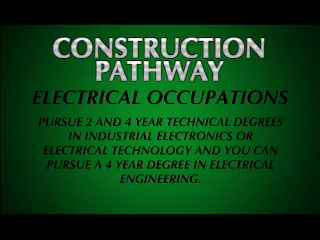 CONSTRUCTION
PATHWAY
ELECTRICAL OCCUPATIONS
PURSUE 2 AND 4 YEAR TECHNICAL DEGREES
IN INDUSTRIAL ELECTRONICS OR
ELECTRICAL TECHNOLOGY AND YOU CAN
PURSUE A 4 YEAR DEGREE IN ELECTRICAL
ENGINEERING.